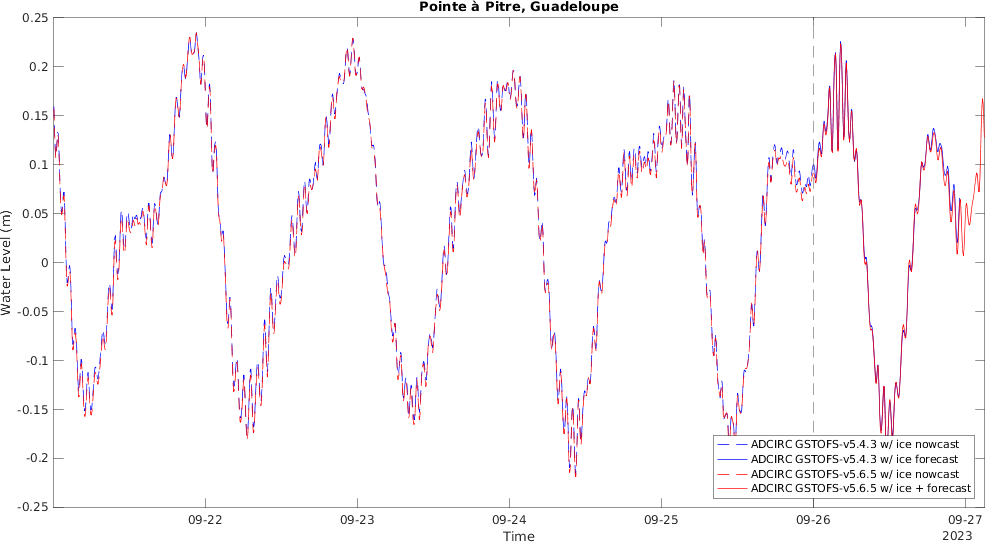 Pointe à Pitre, Guadeloupe
0.25
0.2
0.15
0.1
0.05
0
-0.05
-0.1
-0.15
-0.2
-0.25
Water Level (m)
ADCIRC GSTOFS-v5.4.3 w/ ice nowcast
ADCIRC GSTOFS-v5.4.3 w/ ice forecast
ADCIRC GSTOFS-v5.6.5 w/ ice nowcast
ADCIRC GSTOFS-v5.6.5 w/ ice + forecast
09-22 09-23 09-24 09-25 09-26 09-27
Time 2023